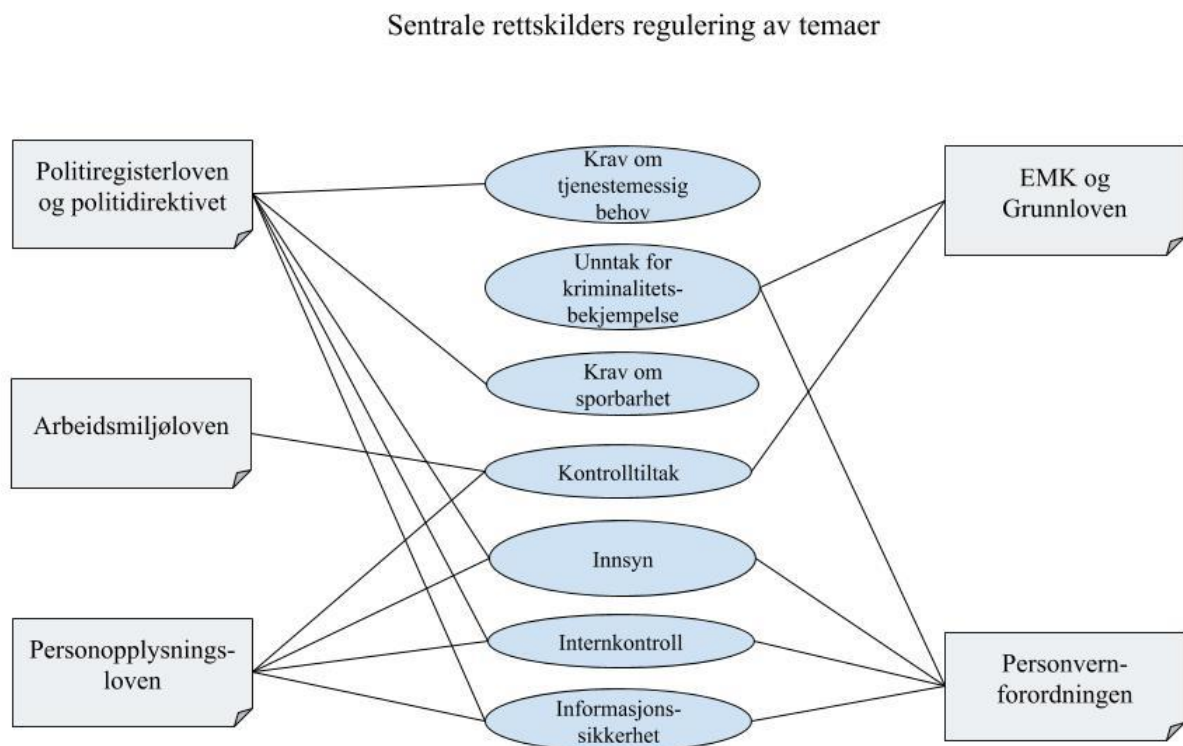 Sentrale rettskilders regulering av temaer
Politiregisterloven
og politidirektivet
Krav om
tjenestemessig
behov
EMK og
Grunnloven
Unntak for
kriminalitets-
bekjempelse
Krav om
sporbarhet
Arbeidsmiljøloven
Kontrolltiltak
Innsyn
Personopplysnings-
loven
Internkontroll
Personvern-
forordningen
Informasjons-
sikkerhet